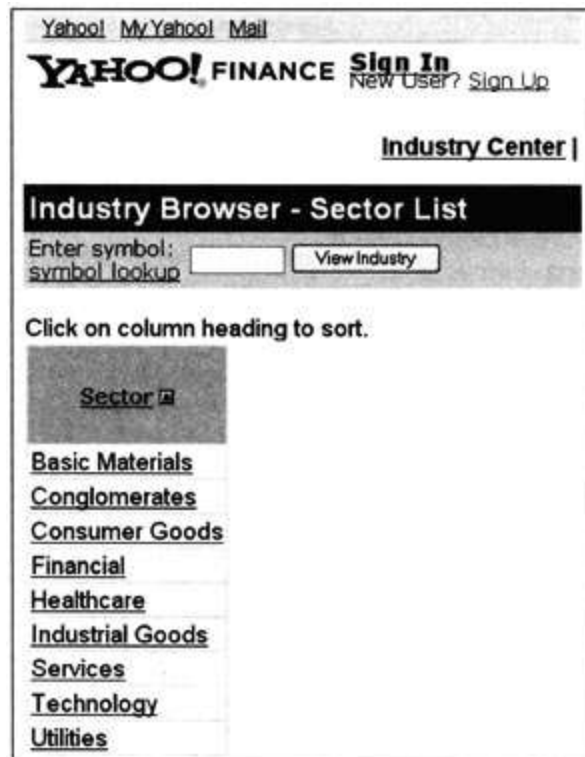 Yahoo! My Yahoo! Mail
YAHOO! FINANCE Sign In
New User? Sign Up
Industry Center |
Industry Browser - Sector List
Enter symbol:
symbol lookup
View Industry
Click on column heading to sort.
Sector
Basic Materials
Conglomerates
Consumer Goods
Financial
Healthcare
Industrial Goods
Services
Technology
Utilities